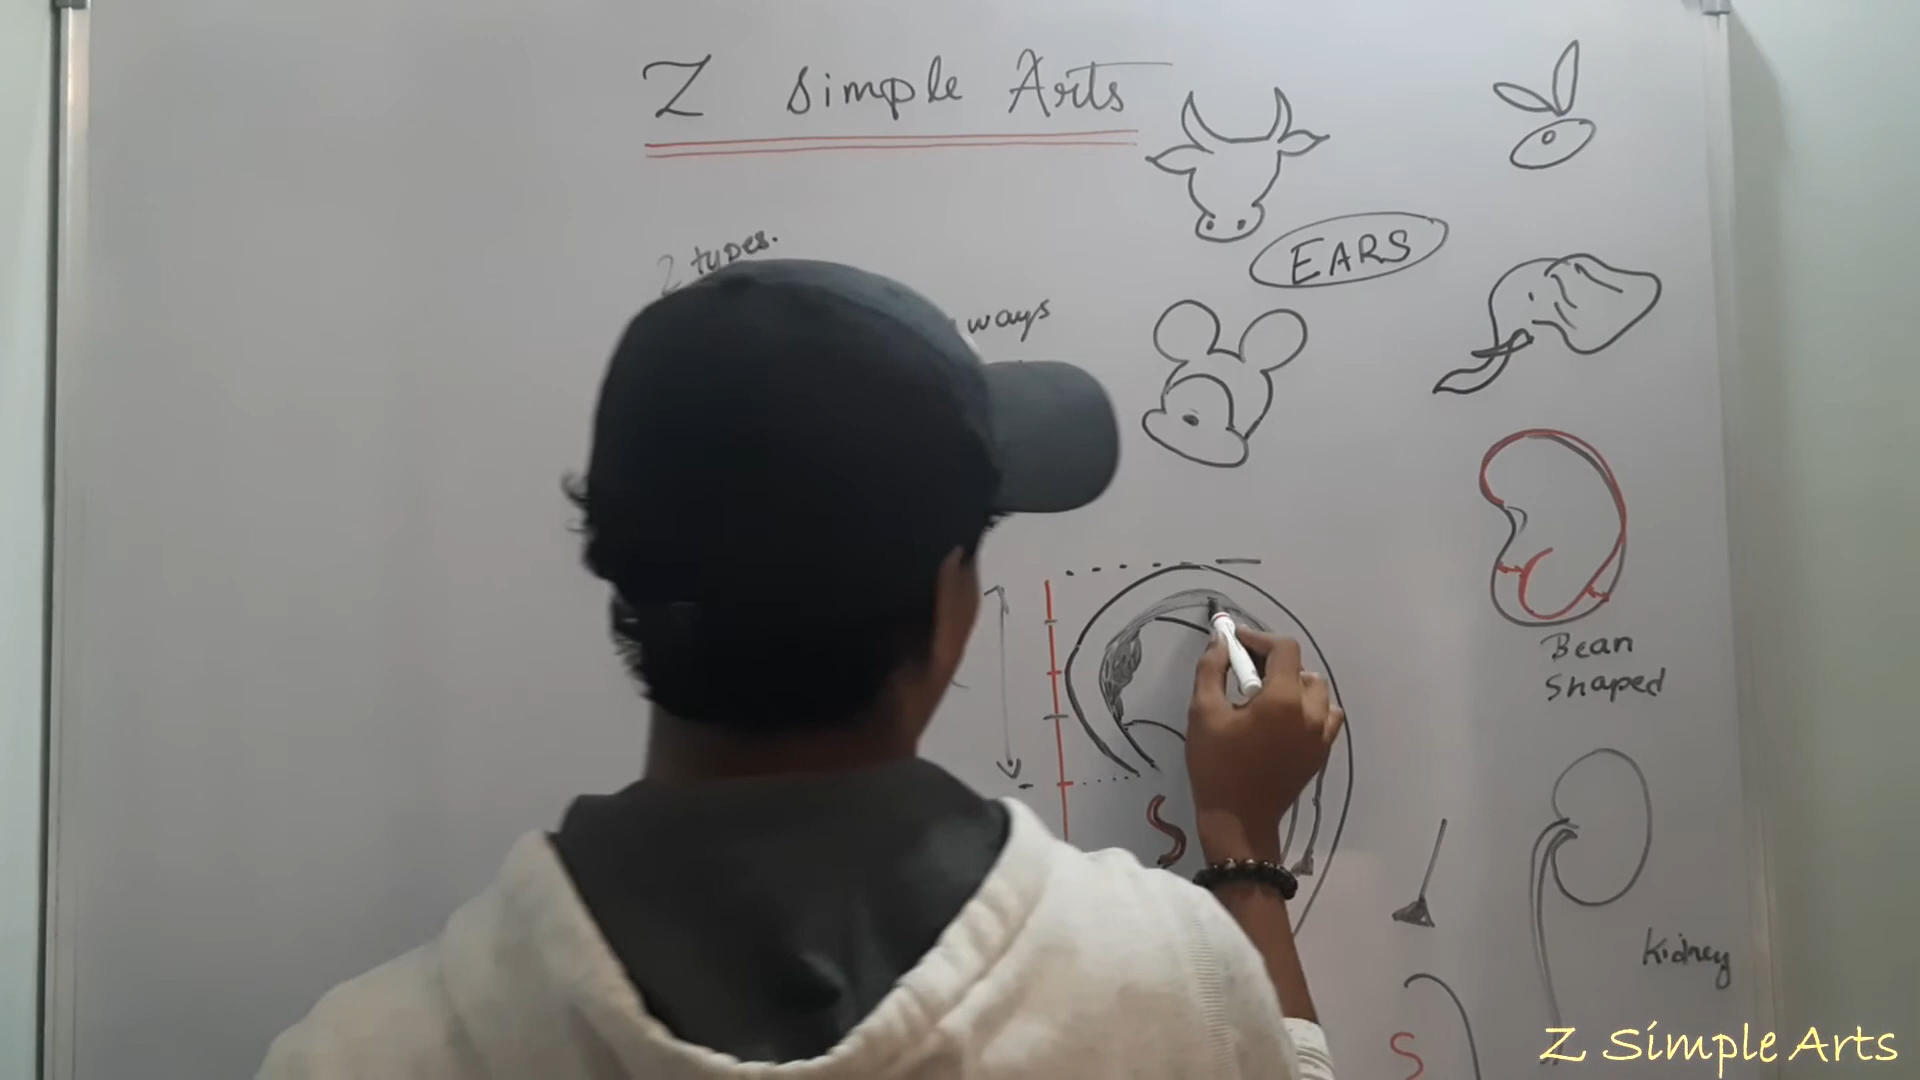 Z Simple Arts
2 types.
ways
EARS
Bean
Shaped
S
Kidney
S
Z Simple Arts